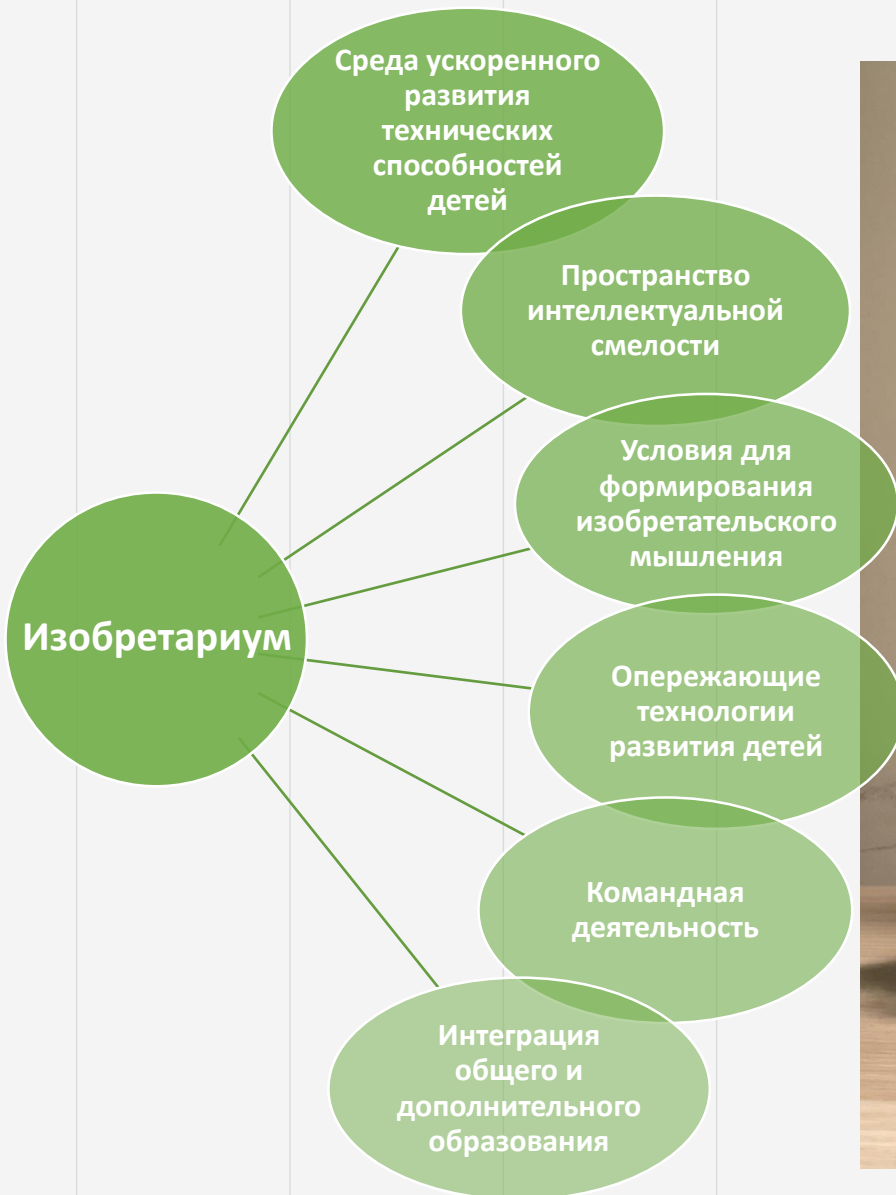 Среда ускоренного
развития
технических
способностей
детей
Пространство
интеллектуальной
смелости
Условия для
формирования
изобретательского
мышления
Изобретариум
Опережающие
технологии
развития детей
Командная
деятельность
Интеграция
общего и
дополнительного
образования